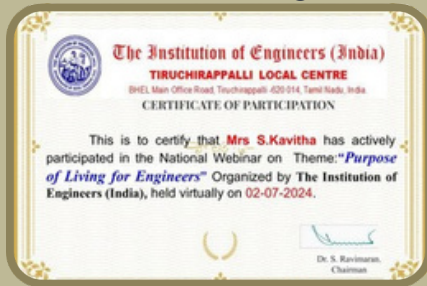 The Institution of Engineers (India)
TIRUCHIRAPPALLI LOCAL CENTRE
BHEL Main Office Road, Tiruchirappalli -620 014, Tamil Nadu, India
CERTIFICATE OF PARTICIPATION
This is to certify that Mrs S.Kavitha has actively
participated in the National Webinar on Theme:"Purpose
of Living for Engineers" Organized by The Institution of
Engineers (India), held virtually on 02-07-2024.
Dr. S. Ravimaran,
Chairman